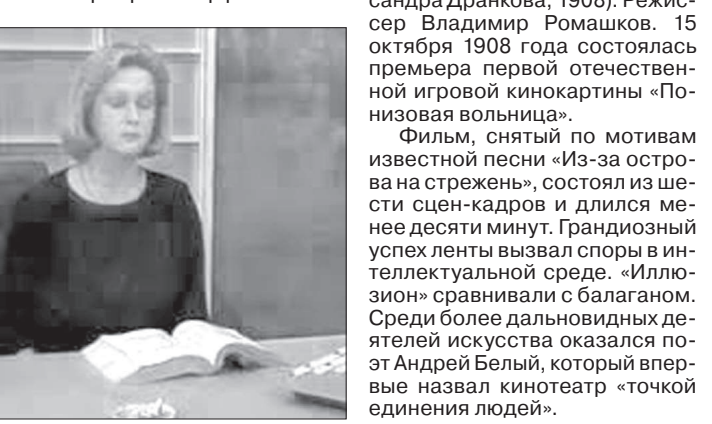 сандра Дранкова, 1908). Режис-
сер Владимир Ромашков. 15
октября 1908 года состоялась
премьера первой отечествен-
ной игровой кинокартины «По-
низовая вольница».
Фильм, снятый по мотивам
известной песни «Из-за остро-
ва на стрежень», состоял из ше-
сти сцен-кадров и длился ме-
нее десяти минут. Грандиозный
успех ленты вызвал споры в ин-
теллектуальной среде. «Иллю-
зион» сравнивали с балаганом.
Среди более дальновидных де-
ятелей искусства оказался по-
эт Андрей Белый, который впер-
вые назвал кинотеатр «точкой
единения людей».